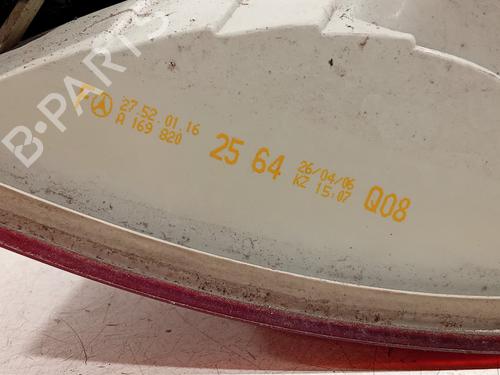 F 27.52.01.16
A 169 820 25 64
26/04/06
KZ 15:07
Q08
B-PARTS